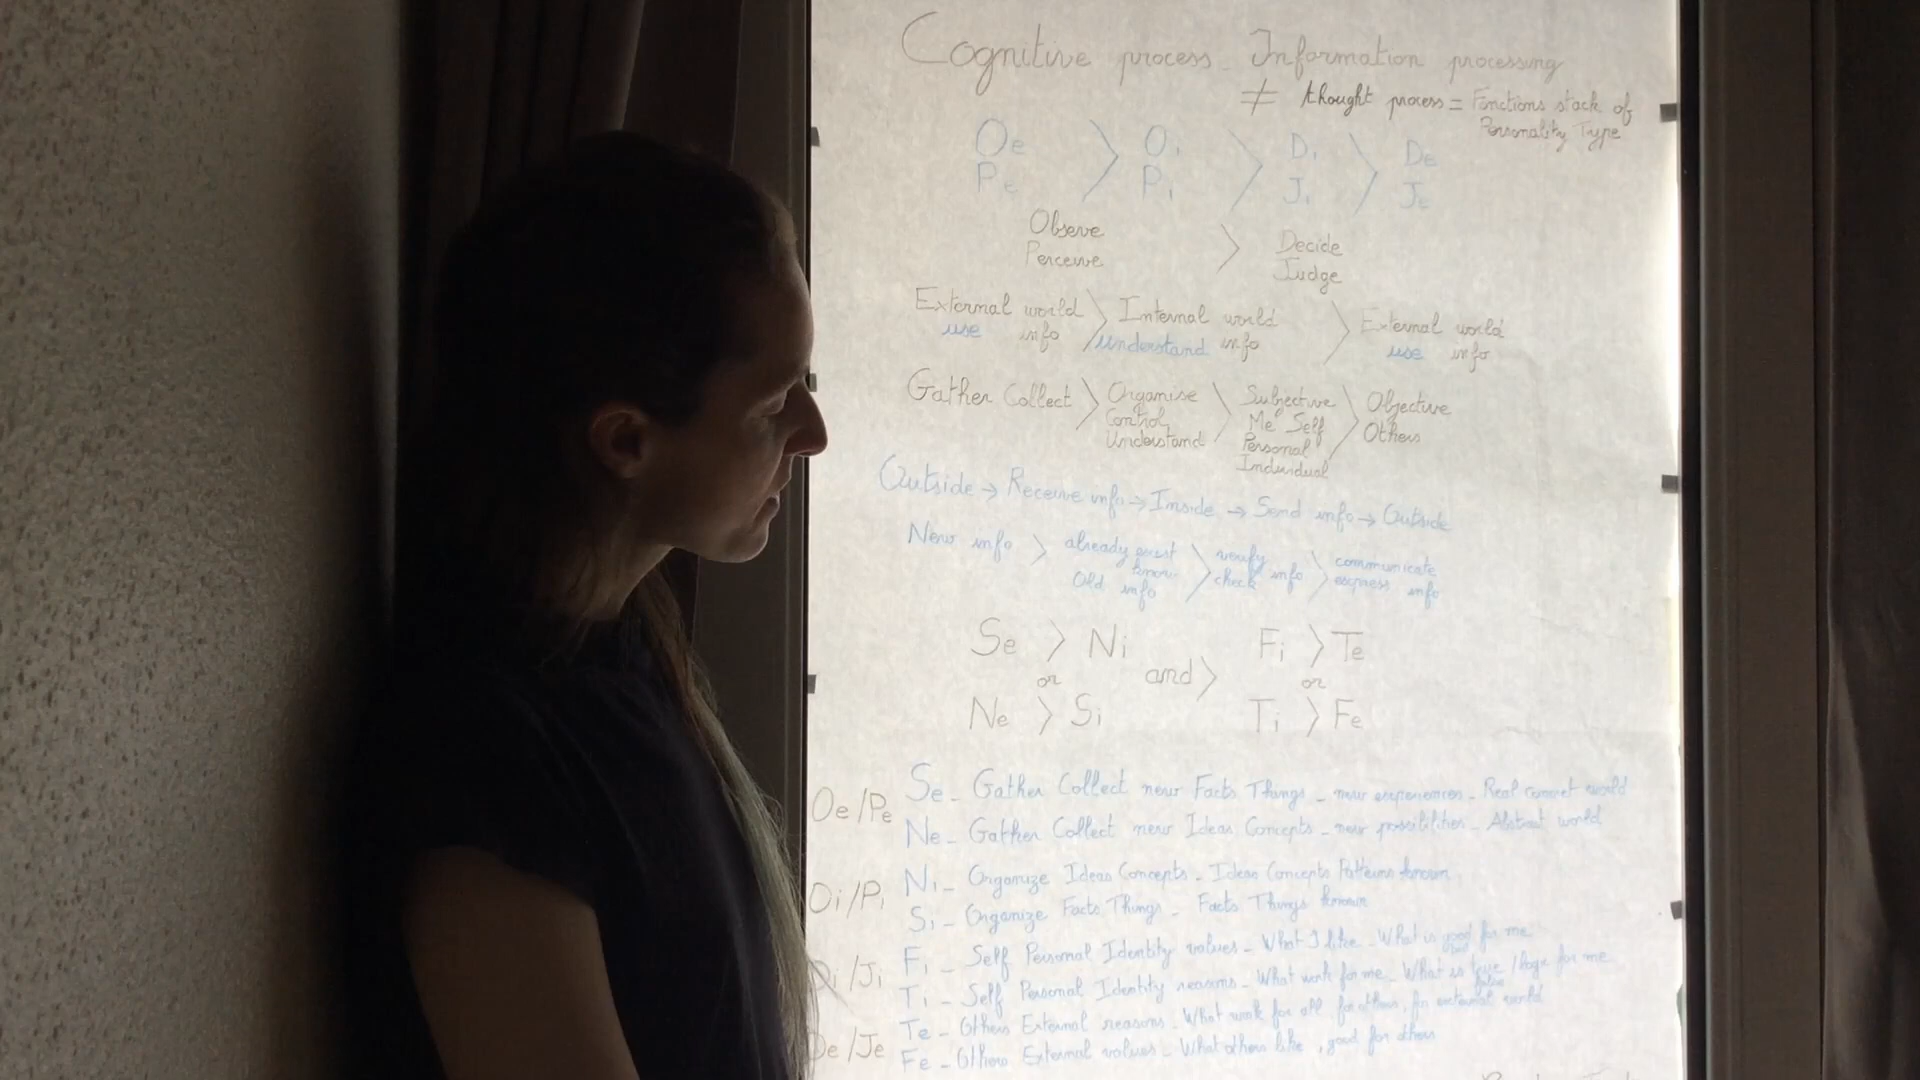 Cognitive process - Information processing
≠ thought process = Functions stack of
Personality Type
Oe > Oi > Di > De
Pe Pi Ji Je
Observe > Decide
Perceive Judge
External world > Internal world > External world
use info understand info use info
Gather Collect > Organise > Subjective > Objective
Control Me Self Others
Understand Personal
Individual
Outside → Receive info → Inside → Send info → Outside
New info > already exist > verify > communicate
know check info express info
Old info
Se > Ni and > Fi > Te
or or
Ne > Si Ti > Fe
Oe/Pe
Se - Gather Collect new Facts Things - new experiences - Real concret world
Ne - Gather Collect new Ideas Concepts - new possibilities - Abstract world
Oi/Pi
Ni - Organize Ideas Concepts - Ideas Concepts Patterns known
Si - Organize Facts Things - Facts Things known
Di/Ji
Fi - Self Personal Identity values - What I like - What is good for me
Ti - Self Personal Identity reasons - What work for me - What is true / logic for me
false
De/Je
Te - Others External reasons - What work for all, for others, for external world
Fe - Others External values - What others like, good for others